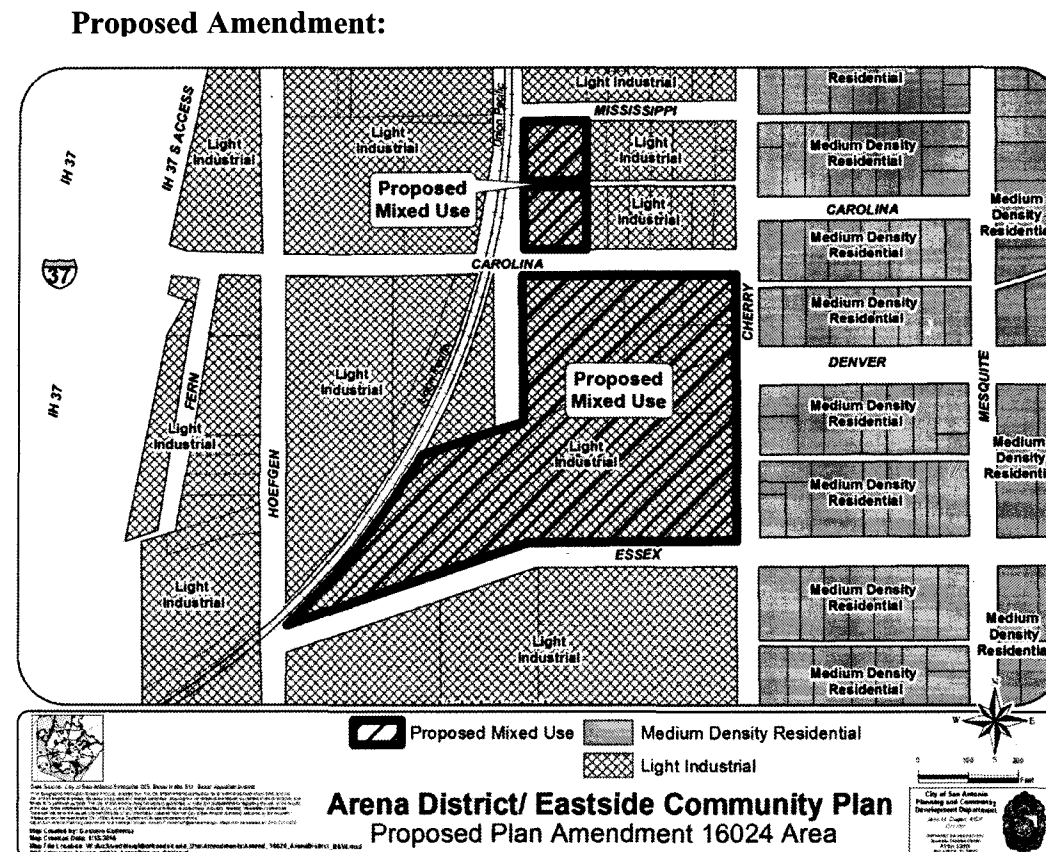 Proposed Amendment:
Light Industrial
Residential
MISSISSIPPI
IH 37 S ACCESS
IH 37
Light
Industrial
Light
Industrial
Union Pacific
Light
Industrial
Medium Density
Residential
Proposed
Mixed Use
Light
Industrial
CAROLINA
Medium
Density
Residential
Medium Density
Residential
37
CAROLINA
Medium Density
Residential
CHERRY
DENVER
MESQUITE
IH 37
FERN
Light
Industrial
Proposed
Mixed Use
Light
Industrial
Medium Density
Residential
Light
Industrial
HOEFGEN
Medium
Density
Residential
Medium Density
Residential
ESSEX
Light
Industrial
Medium Density
Residential
Light
Industrial
Medium
Density
Residential
Medium Density
Residential
N
W
E
S
Proposed Mixed Use
Medium Density Residential
Light Industrial
0 100 200
Feet
Arena District/ Eastside Community Plan
Proposed Plan Amendment 16024 Area
City of San Antonio
Planning and Community
Development Department